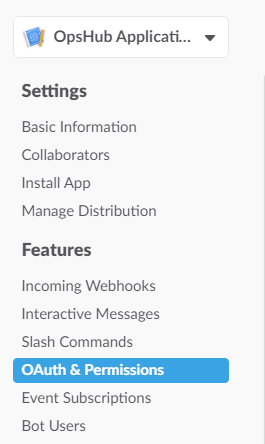 OpsHub Applicati...
Settings
Basic Information
Collaborators
Install App
Manage Distribution
Features
Incoming Webhooks
Interactive Messages
Slash Commands
OAuth & Permissions
Event Subscriptions
Bot Users